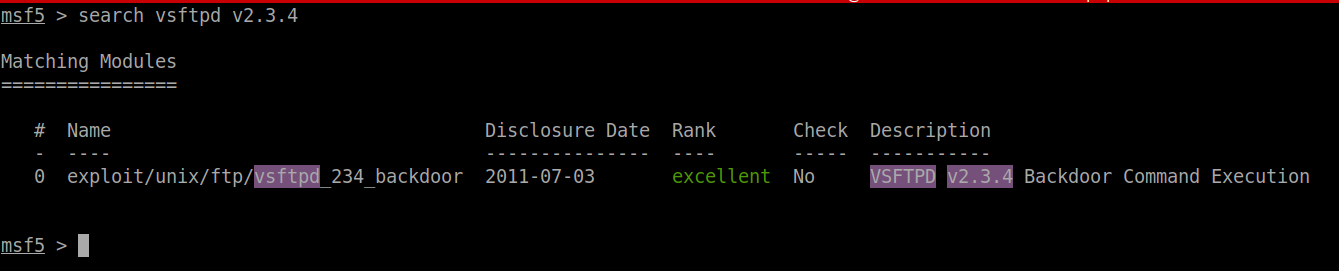 msf5 > search vsftpd v2.3.4
Matching Modules
================
#  Name                                  Disclosure Date  Rank       Check  Description
-  ----                                  ---------------  ----       -----  -----------
0  exploit/unix/ftp/vsftpd_234_backdoor  2011-07-03       excellent  No     VSFTPD v2.3.4 Backdoor Command Execution
msf5 >